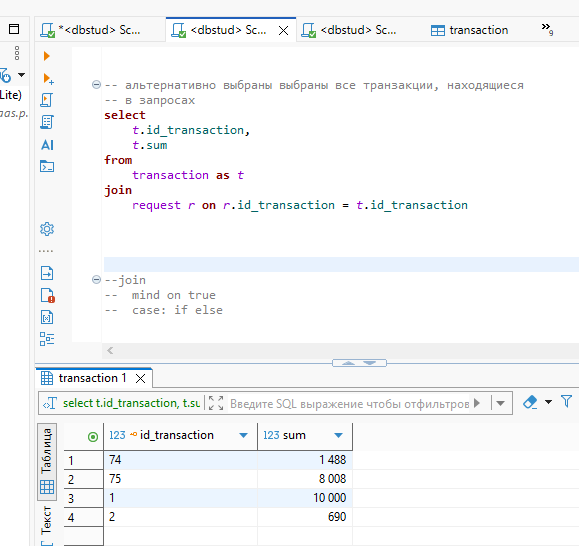 *<dbstud> Sc...
<dbstud> Sc...
<dbstud> Sc...
transaction
»9
Lite)
aas.p.
AI
-- альтернативно выбраны выбраны все транзакции, находящиеся
-- в запросах
select
t.id_transaction,
t.sum
from
transaction as t
join
request r on r.id_transaction = t.id_transaction
--join
-- mind on true
-- case: if else
transaction 1
select t.id_transaction, t.su
Введите SQL выражение чтобы отфильтров
Таблица
Текст
123 id_transaction
123 sum
1 74 1 488
2 75 8 008
3 1 10 000
4 2 690